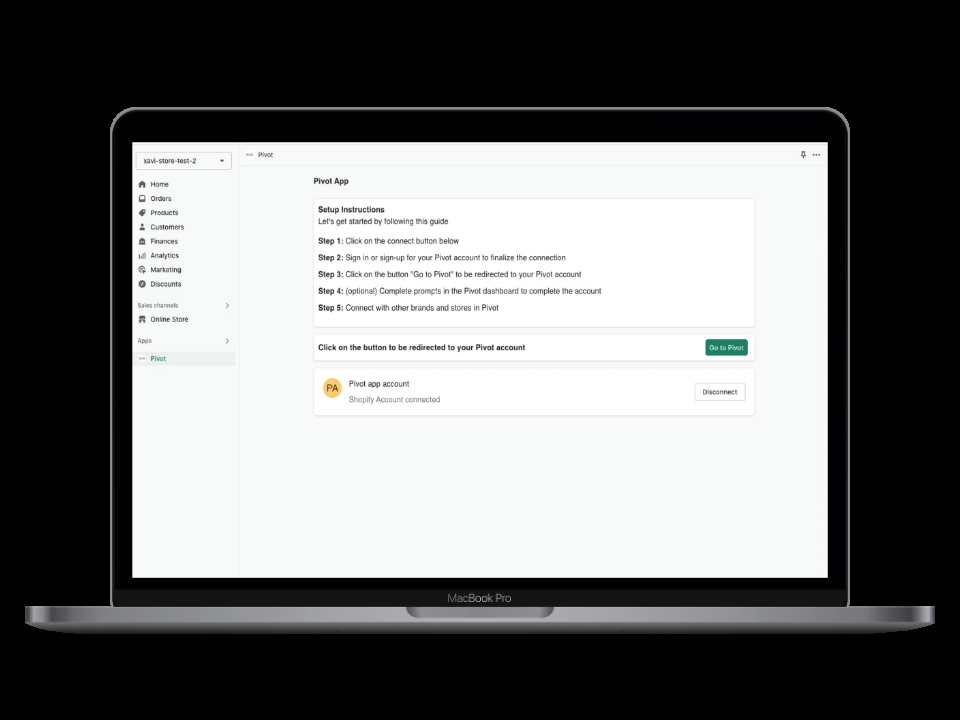 xavi-store-test-2
Pivot
Home
Orders
Products
Customers
Finances
Analytics
Marketing
Discounts
Sales channels
Online Store
Apps
Pivot
Pivot App
Setup Instructions
Let's get started by following this guide
Step 1: Click on the connect button below
Step 2: Sign in or sign-up for your Pivot account to finalize the connection
Step 3: Click on the button "Go to Pivot" to be redirected to your Pivot account
Step 4: (optional) Complete prompts in the Pivot dashboard to complete the account
Step 5: Connect with other brands and stores in Pivot
Click on the button to be redirected to your Pivot account
Go to Pivot
PA
Pivot app account
Shopify Account connected
Disconnect
MacBook Pro